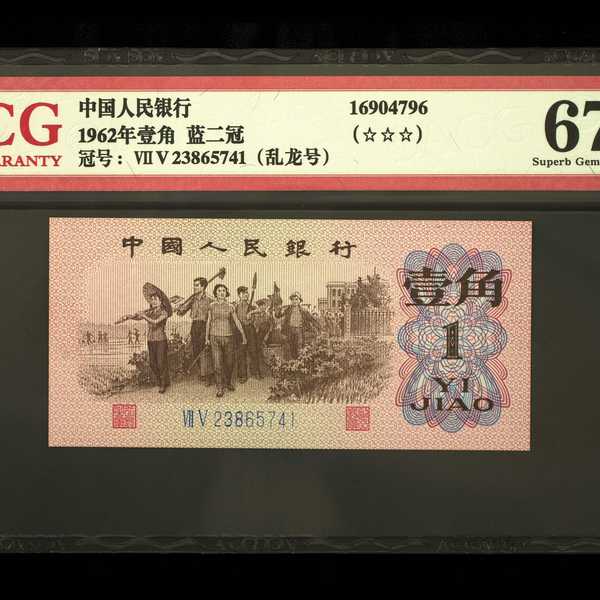 CG
RRANTY
中国人民银行
1962年壹角 蓝二冠
冠号: Ⅶ Ⅴ 23865741 (乱龙号)
16904796
(☆☆☆)
67
Superb Gem
中國人民銀行
壹角
1
YI
JIAO
Ⅶ Ⅴ 23865741